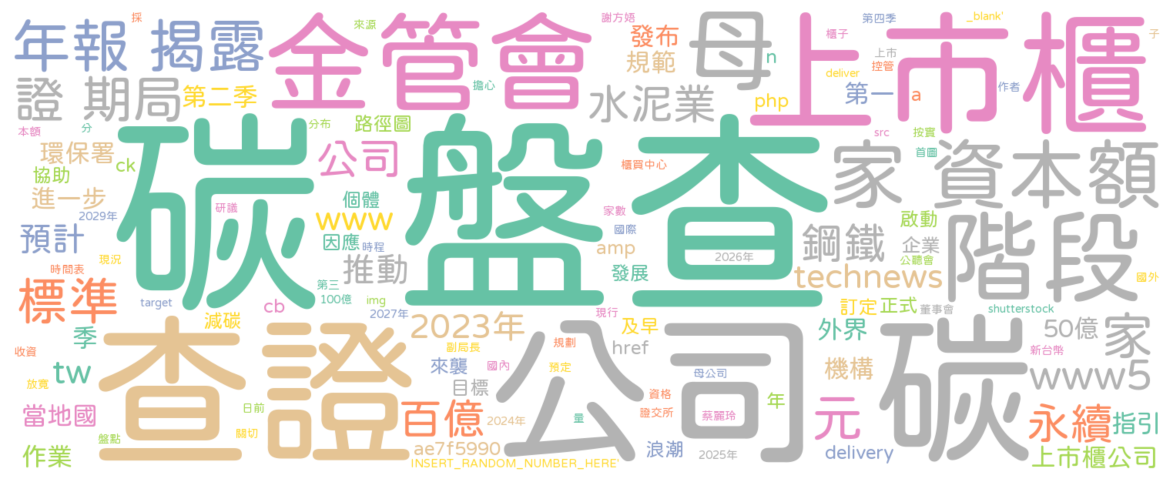 年報 揭露
金管會
母
上市櫃
採
來源
謝方娪
發布
規範
n
_blank'
第四季
櫃子
上市
控管
子
deliver
作者
證 期局
第二季
擔心
水泥業
php
第一
a
本額
分
分布
路徑圖
src
按實
首圖
碳 盤 查
環保署
ck
協助
公司
櫃買中心
家 資本額
進一步
個體
研議
2029年
www
家數
國際
啟動
預計
因應
時程
amp
2026年
鋼鐵
企業
公聽會
階段
現況
時間表
推動
第三
發展
technews
國外
標準
target
cb
100億
img
2027年
現行
訂定
正式
董事會
shutterstock
減碳
2023年
及早
外界
50億
家
季
查證
公司
碳
副局長
規劃
href
新台幣
收資
tw
來襲
國內
預定
目標
母公司
機構
www5
放寬
當地國
日前
百億
2024年
量
資格
證交所
蔡麗玲
年
元
永續
指引
盤點
關切
作業
ae7f5990
INSERT_RANDOM_NUMBER_HERE'
浪潮
2025年
delivery
上市櫃公司